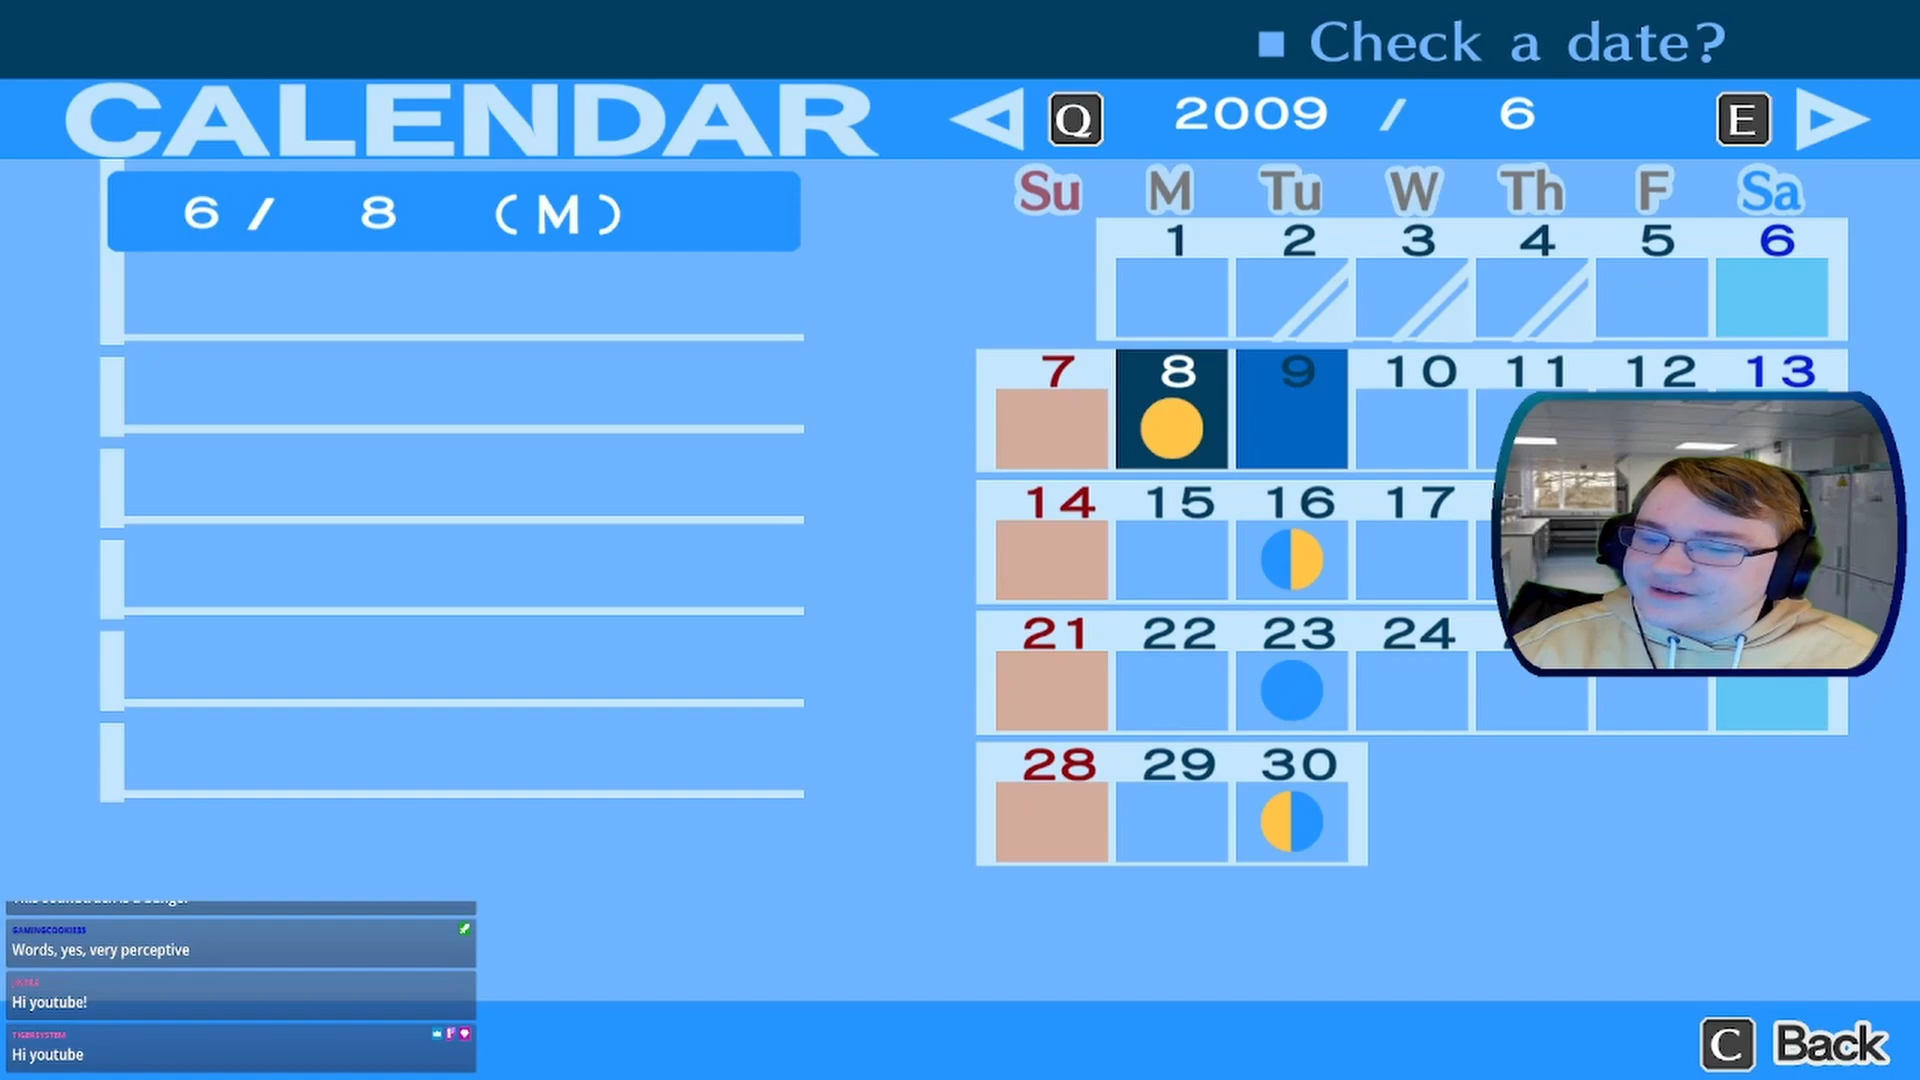 Check a date?
CALENDAR
Q 2009 / 6 E
Su M Tu W Th F Sa
6 / 8 (M)
1 2 3 4 5 6
7 8 9 10 11 12 13
14 15 16 17
21 22 23 24
28 29 30
GAMINGCOOKIESS
Words, yes, very perceptive
Hi youtube!
TIGERSYSTEM
Hi youtube
C Back